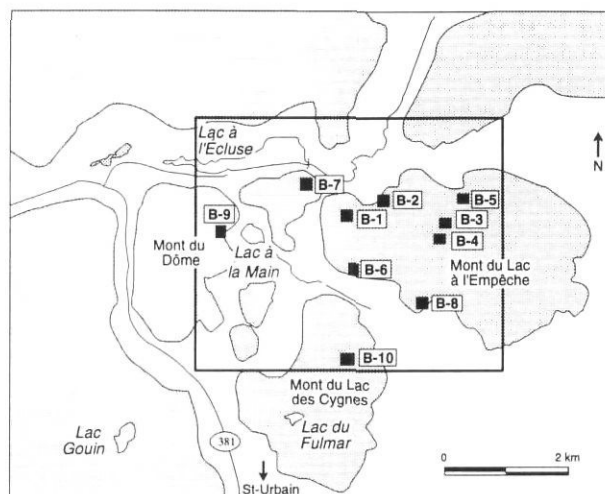 Lac à
l'Ecluse
N
B-7
B-2
B-5
B-1
B-3
B-9
B-4
Mont du
Dôme
Lac à
la Main
B-6
Mont du Lac
à l'Empêche
B-8
B-10
Mont du Lac
des Cygnes
Lac du
Fulmar
Lac
Gouin
381
0 2 km
St-Urbain